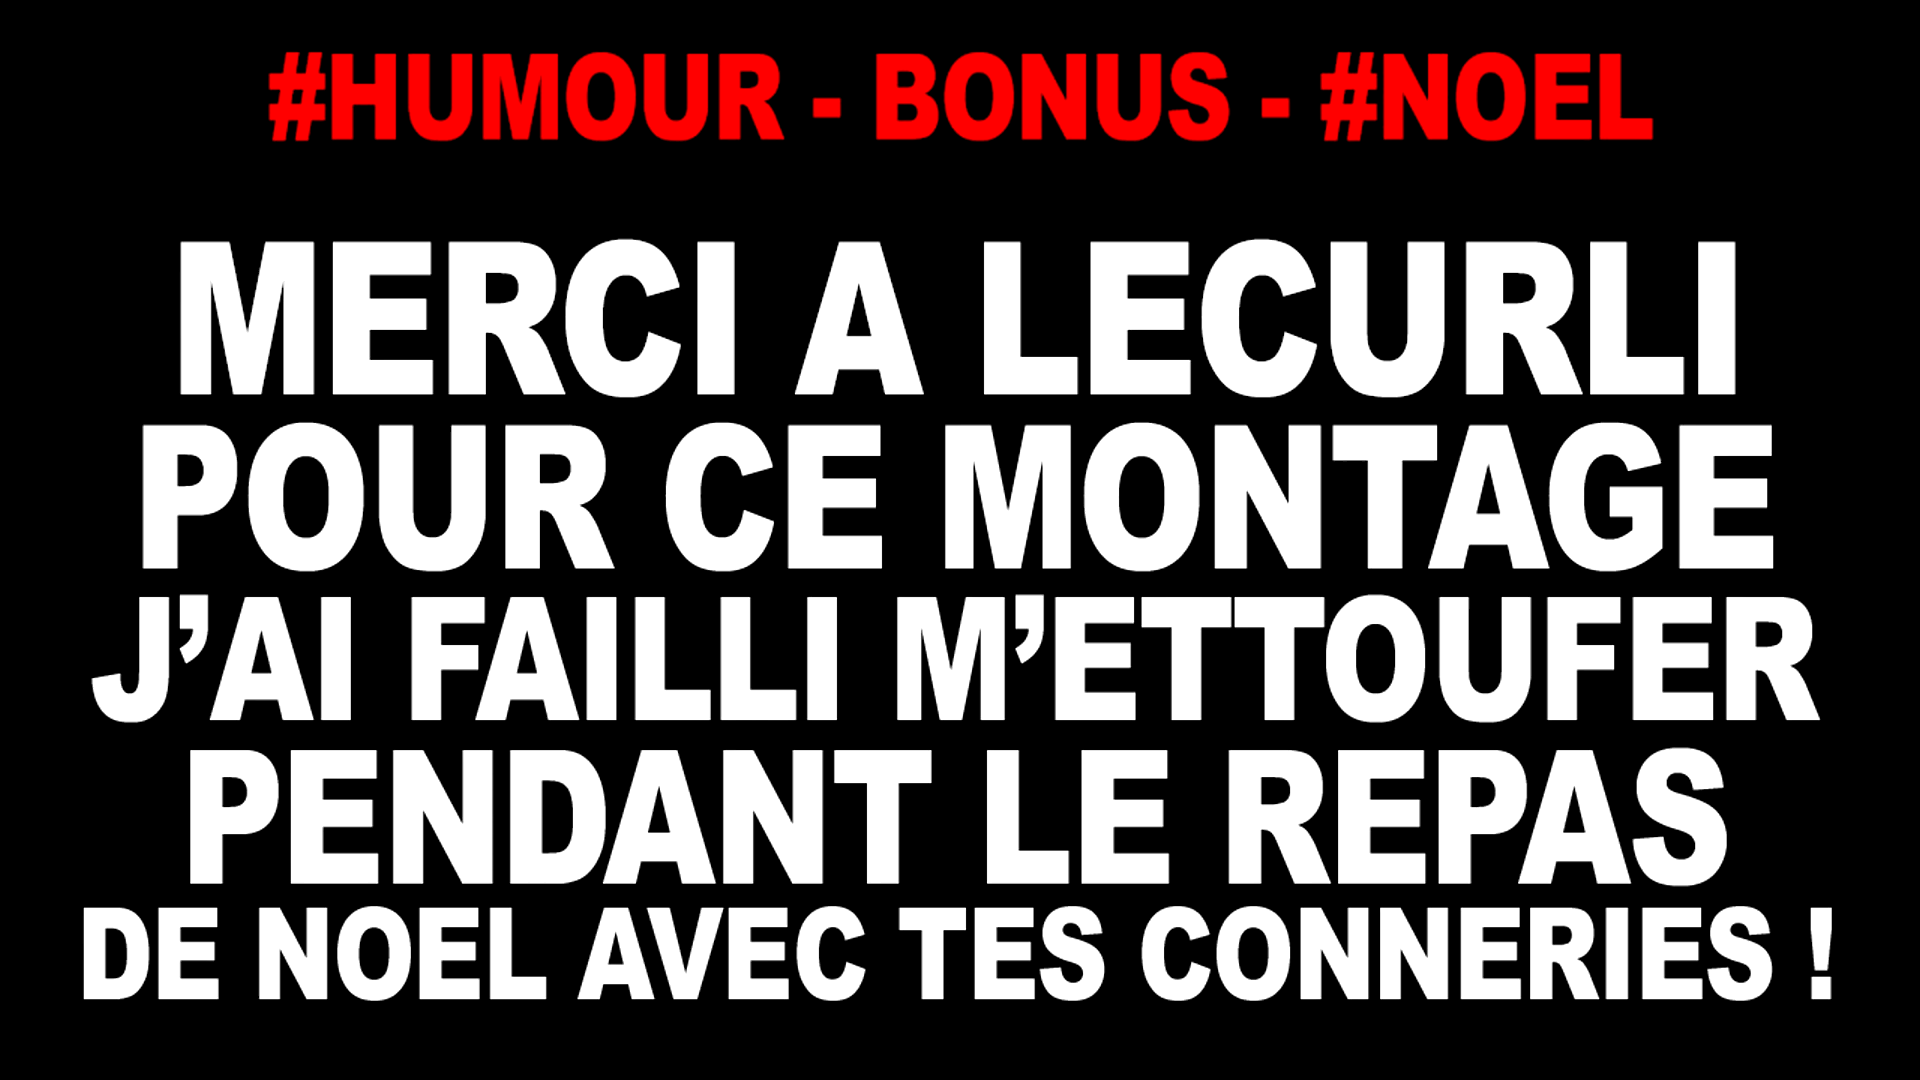 #HUMOUR - BONUS - #NOEL
MERCI A LECURLI
POUR CE MONTAGE
J’AI FAILLI M’ETTOUFER
PENDANT LE REPAS
DE NOEL AVEC TES CONNERIES !